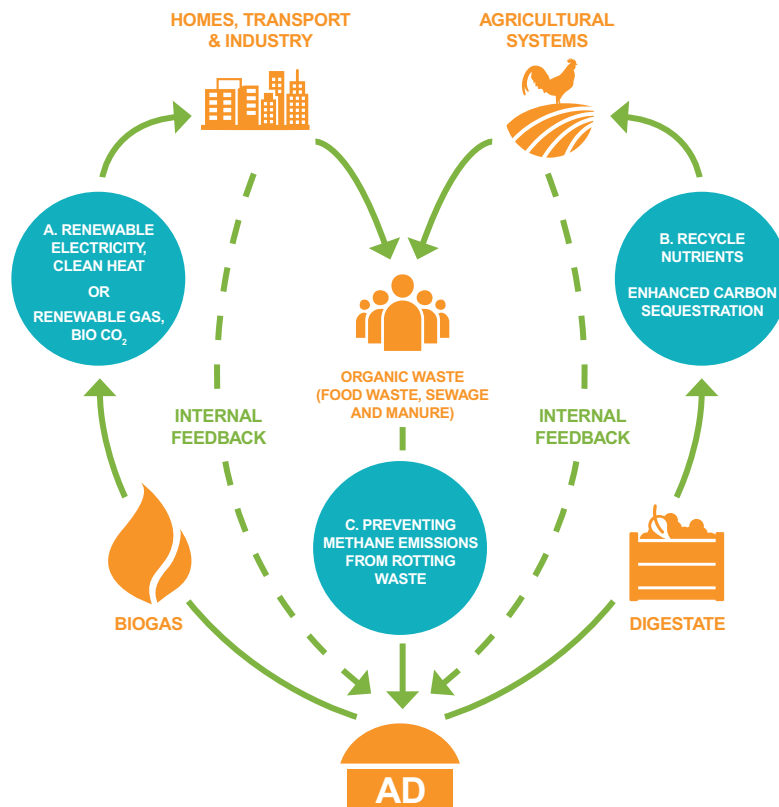 HOMES, TRANSPORT
& INDUSTRY
AGRICULTURAL
SYSTEMS
A. RENEWABLE
ELECTRICITY,
CLEAN HEAT
OR
RENEWABLE GAS,
BIO CO₂
B. RECYCLE
NUTRIENTS
ENHANCED CARBON
SEQUESTRATION
ORGANIC WASTE
(FOOD WASTE, SEWAGE
AND MANURE)
INTERNAL
FEEDBACK
INTERNAL
FEEDBACK
C. PREVENTING
METHANE EMISSIONS
FROM ROTTING
WASTE
BIOGAS
DIGESTATE
AD